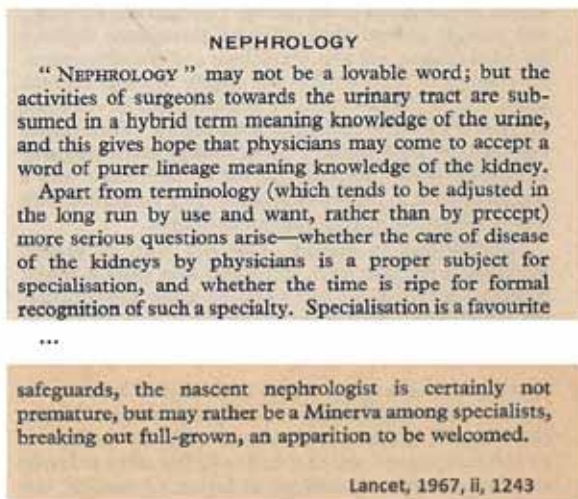 NEPHROLOGY
“ NEPHROLOGY ” may not be a lovable word; but the
activities of surgeons towards the urinary tract are sub-
sumed in a hybrid term meaning knowledge of the urine,
and this gives hope that physicians may come to accept a
word of purer lineage meaning knowledge of the kidney.
Apart from terminology (which tends to be adjusted in
the long run by use and want, rather than by precept)
more serious questions arise—whether the care of disease
of the kidneys by physicians is a proper subject for
specialisation, and whether the time is ripe for formal
recognition of such a specialty. Specialisation is a favourite
...
safeguards, the nascent nephrologist is certainly not
premature, but may rather be a Minerva among specialists,
breaking out full-grown, an apparition to be welcomed.
Lancet, 1967, ii, 1243